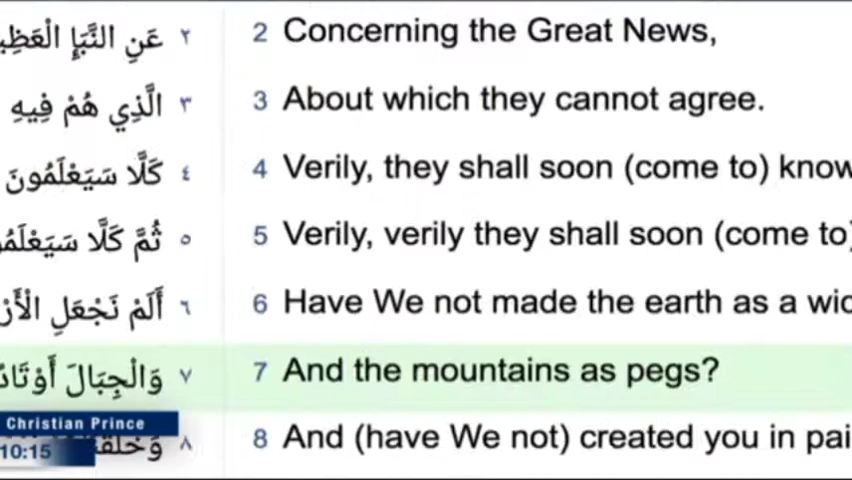 عَنِ النَّبَإِ ٢
2 Concerning the Great News,
الَّذِي هُمْ فِيهِ ٣
3 About which they cannot agree.
كَلَّا سَيَعْلَمُونَ ٤
4 Verily, they shall soon (come to) know
ثُمَّ كَلَّا ٥
5 Verily, verily they shall soon (come to)
أَلَمْ نَجْعَلِ ٦
6 Have We not made the earth as a
وَالْجِبَالَ ٧
7 And the mountains as pegs?
٨
8 And (have We not) created you in
Christian Prince
10:15